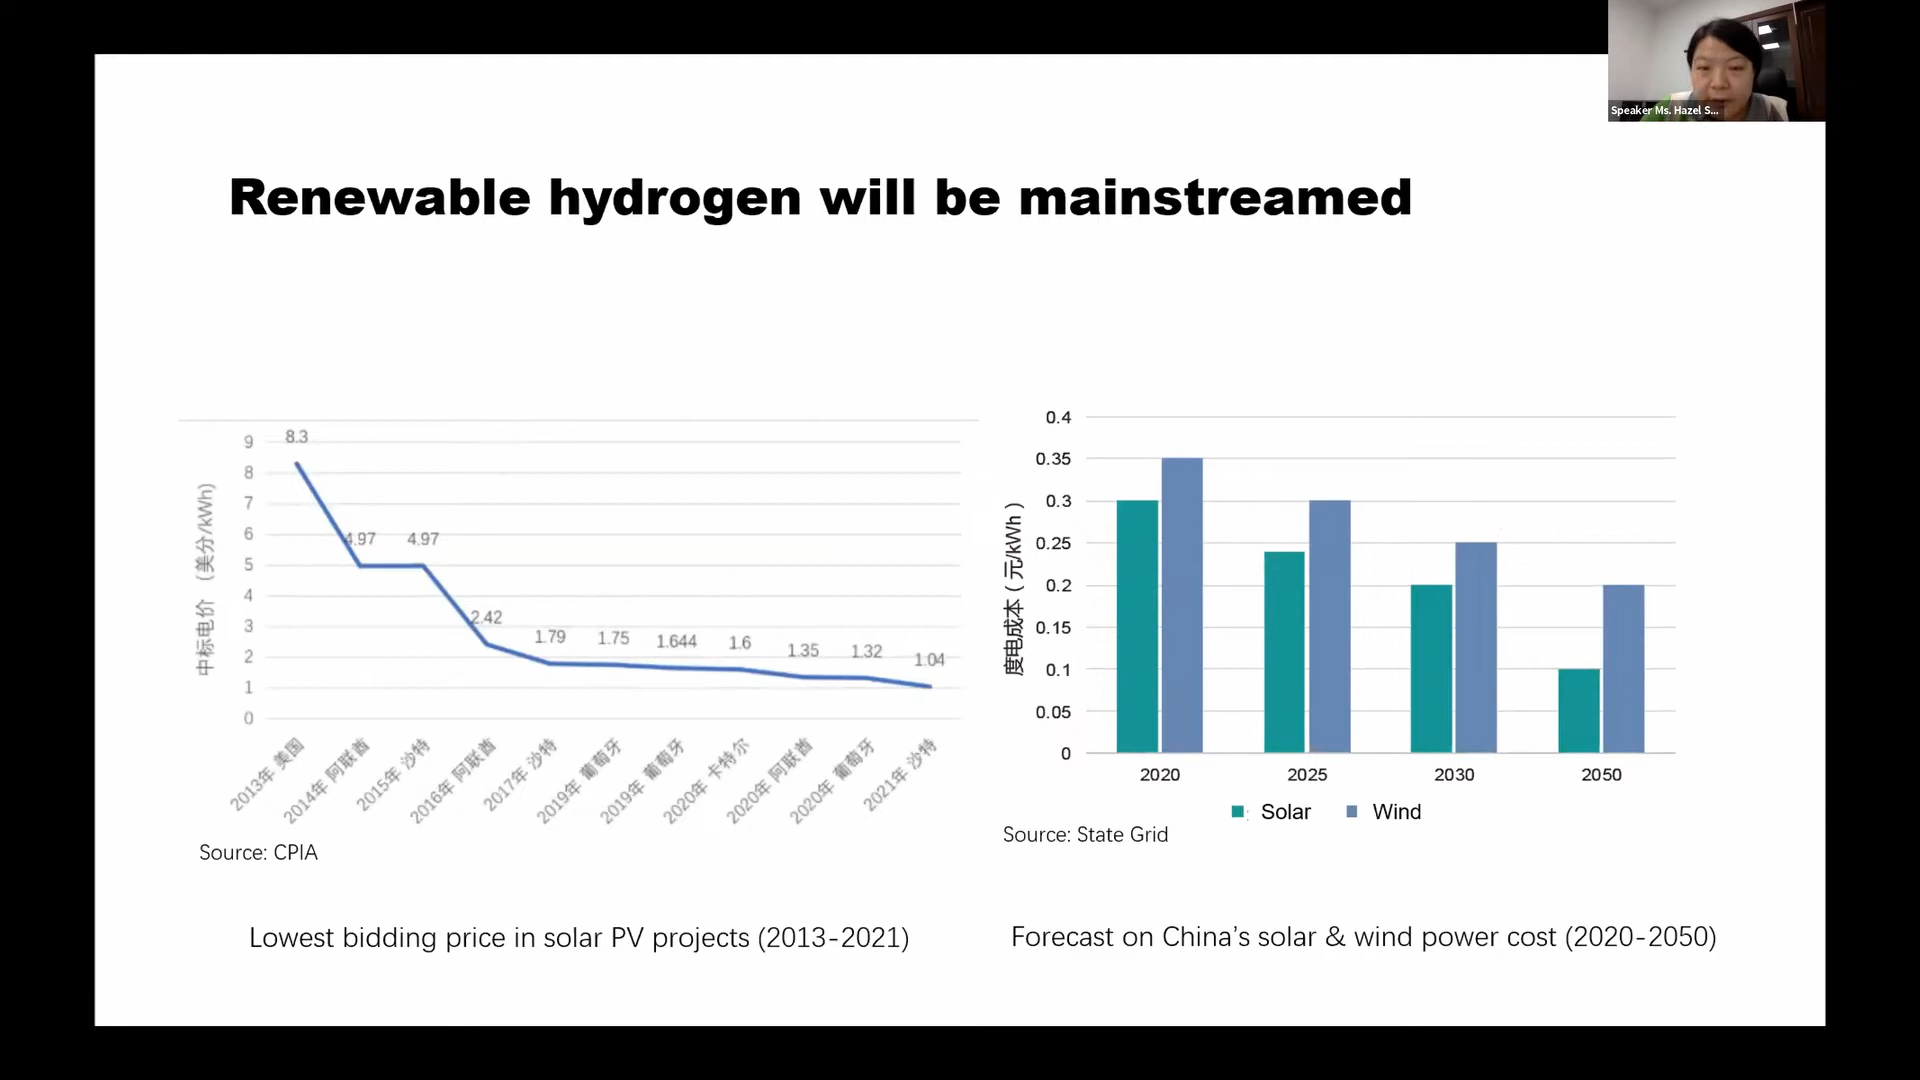 Speaker Ms. Hazel S...
Renewable hydrogen will be mainstreamed
中标电价 (美分/kWh)
9
8
7
6
5
4
3
2
1
0
8.3
4.97
4.97
2.42
1.79
1.75
1.644
1.6
1.35
1.32
1.04
2013年 美国
2014年 阿联酋
2015年 沙特
2016年 阿联酋
2017年 沙特
2019年 葡萄牙
2019年 葡萄牙
2020年 卡特尔
2020年 阿联酋
2020年 葡萄牙
2021年 沙特
Source: CPIA
Lowest bidding price in solar PV projects (2013-2021)
度电成本 ( 元/kWh )
0.4
0.35
0.3
0.25
0.2
0.15
0.1
0.05
0
2020
2025
2030
2050
Solar
Wind
Source: State Grid
Forecast on China’s solar & wind power cost (2020-2050)